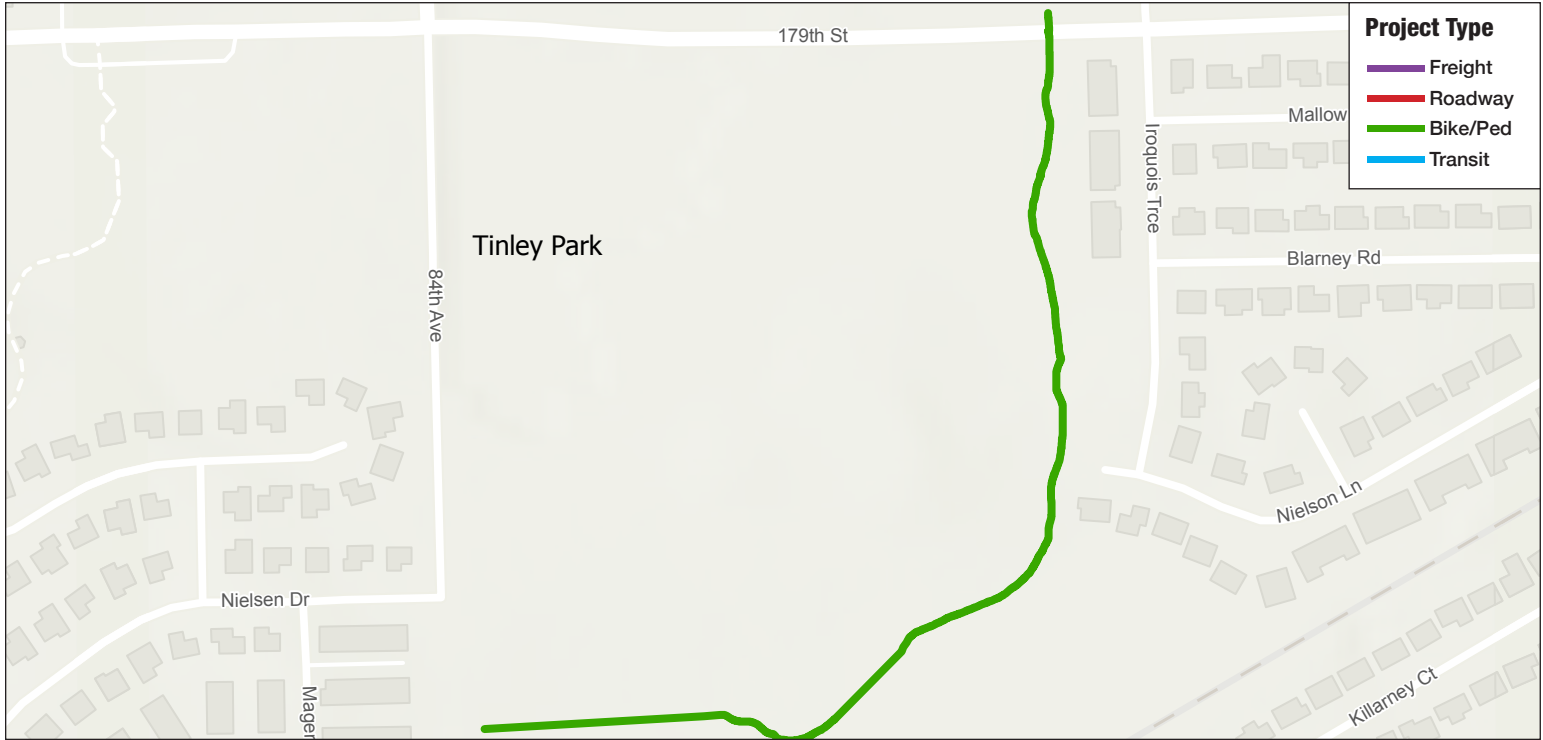 179th St
Project Type
Freight
Roadway
Bike/Ped
Transit
Mallow
Iroquois Trce
Tinley Park
Blarney Rd
84th Ave
Nielson Ln
Nielsen Dr
Mager
Killarney Ct